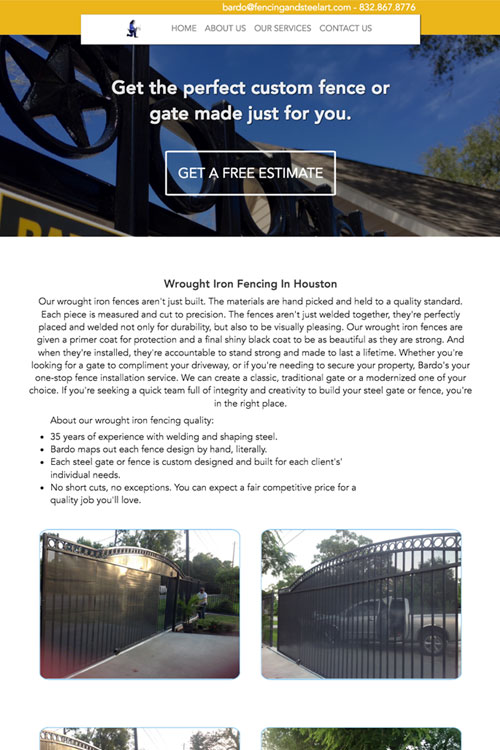 bardo@fencingandsteelart.com - 832.867.8776
HOME ABOUT US OUR SERVICES CONTACT US
Get the perfect custom fence or
gate made just for you.
GET A FREE ESTIMATE
Wrought Iron Fencing In Houston
Our wrought iron fences aren't just built. The materials are hand picked and held to a quality standard.
Each piece is measured and cut to precision. The fences aren't just welded together, they're perfectly
placed and welded not only for durability, but also to be visually pleasing. Our wrought iron fences are
given a primer coat for protection and a final shiny black coat to be as beautiful as they are strong. And
when they're installed, they're accountable to stand strong and made to last a lifetime. Whether you're
looking for a gate to compliment your driveway, or if you're needing to secure your property, Bardo's your
one-stop fence installation service. We can create a classic, traditional gate or a modernized one of your
choice. If you're seeking a quick team full of integrity and creativity to build your steel gate or fence, you're
in the right place.
About our wrought iron fencing quality:
• 35 years of experience with welding and shaping steel.
• Bardo maps out each fence design by hand, literally.
• Each steel gate or fence is custom designed and built for each client's'
individual needs.
• No short cuts, no exceptions. You can expect a fair competitive price for a
quality job you'll love.